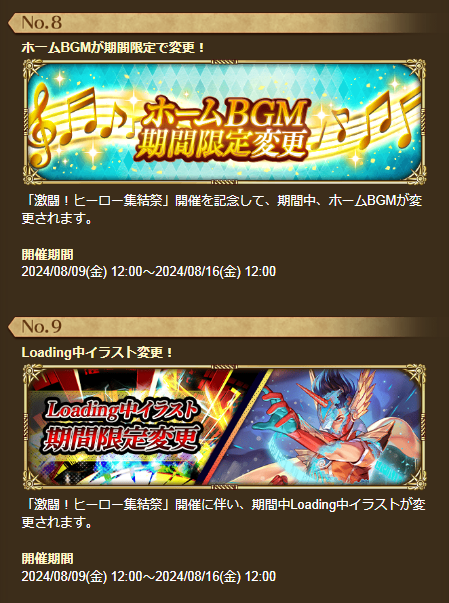 No.8
ホームBGMが期間限定で変更！
ホームBGM
期間限定変更
「激闘！ヒーロー集結祭」開催を記念して、期間中、ホームBGMが変
更されます。
開催期間
2024/08/09(金) 12:00～2024/08/16(金) 12:00
No.9
Loading中イラスト変更！
Loading中イラスト
期間限定変更
「激闘！ヒーロー集結祭」開催に伴い、期間中Loading中イラストが変
更されます。
開催期間
2024/08/09(金) 12:00～2024/08/16(金) 12:00